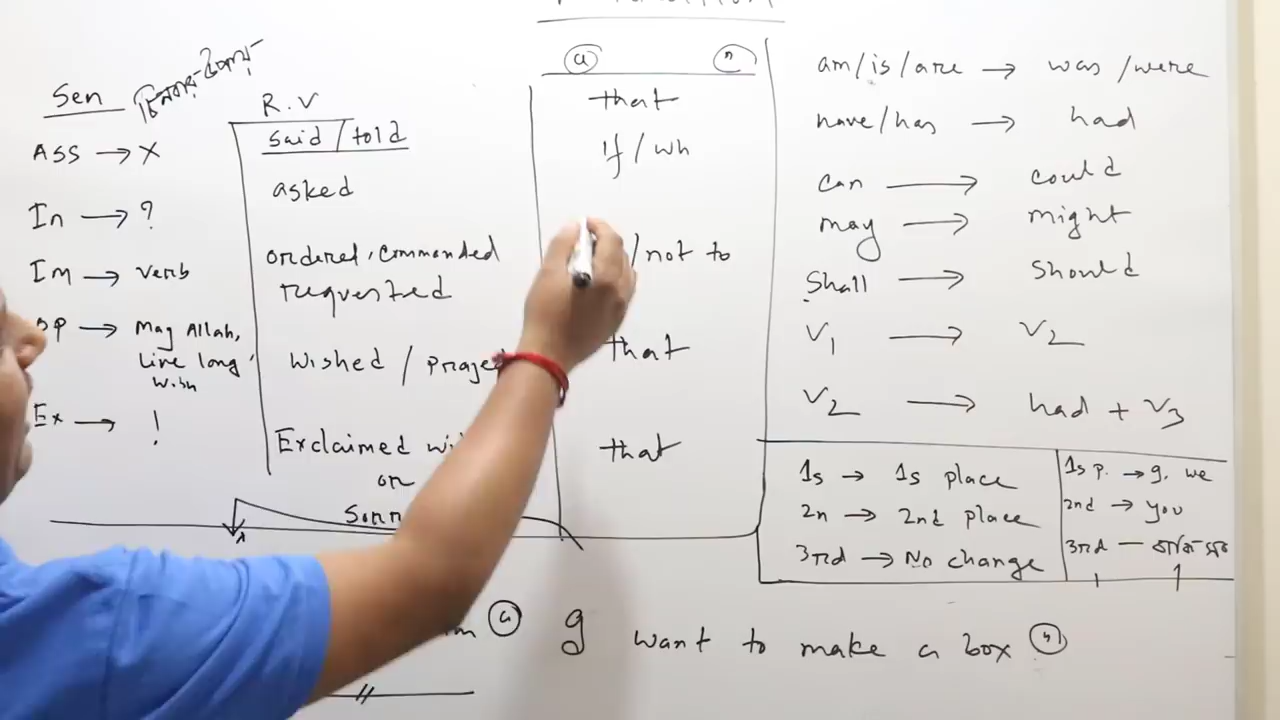 Sen
ASS → X
In → ?
Im → verb
op → May Allah,
live long
wish
Ex → !
R.V
said / told
asked
ordered, commanded
requested
wished / prayed
Exclaimed
or
a
n
that
If / wh
/not to
that
that
am/is/are → was /were
have/has → had
can → could
may → might
shall → should
V1 → V2
V2 → had + V3
1s → 1s place
2n → 2nd place
3rd → No change
1s p. → g. we
2nd → you
3rd —
a g want to make a box n